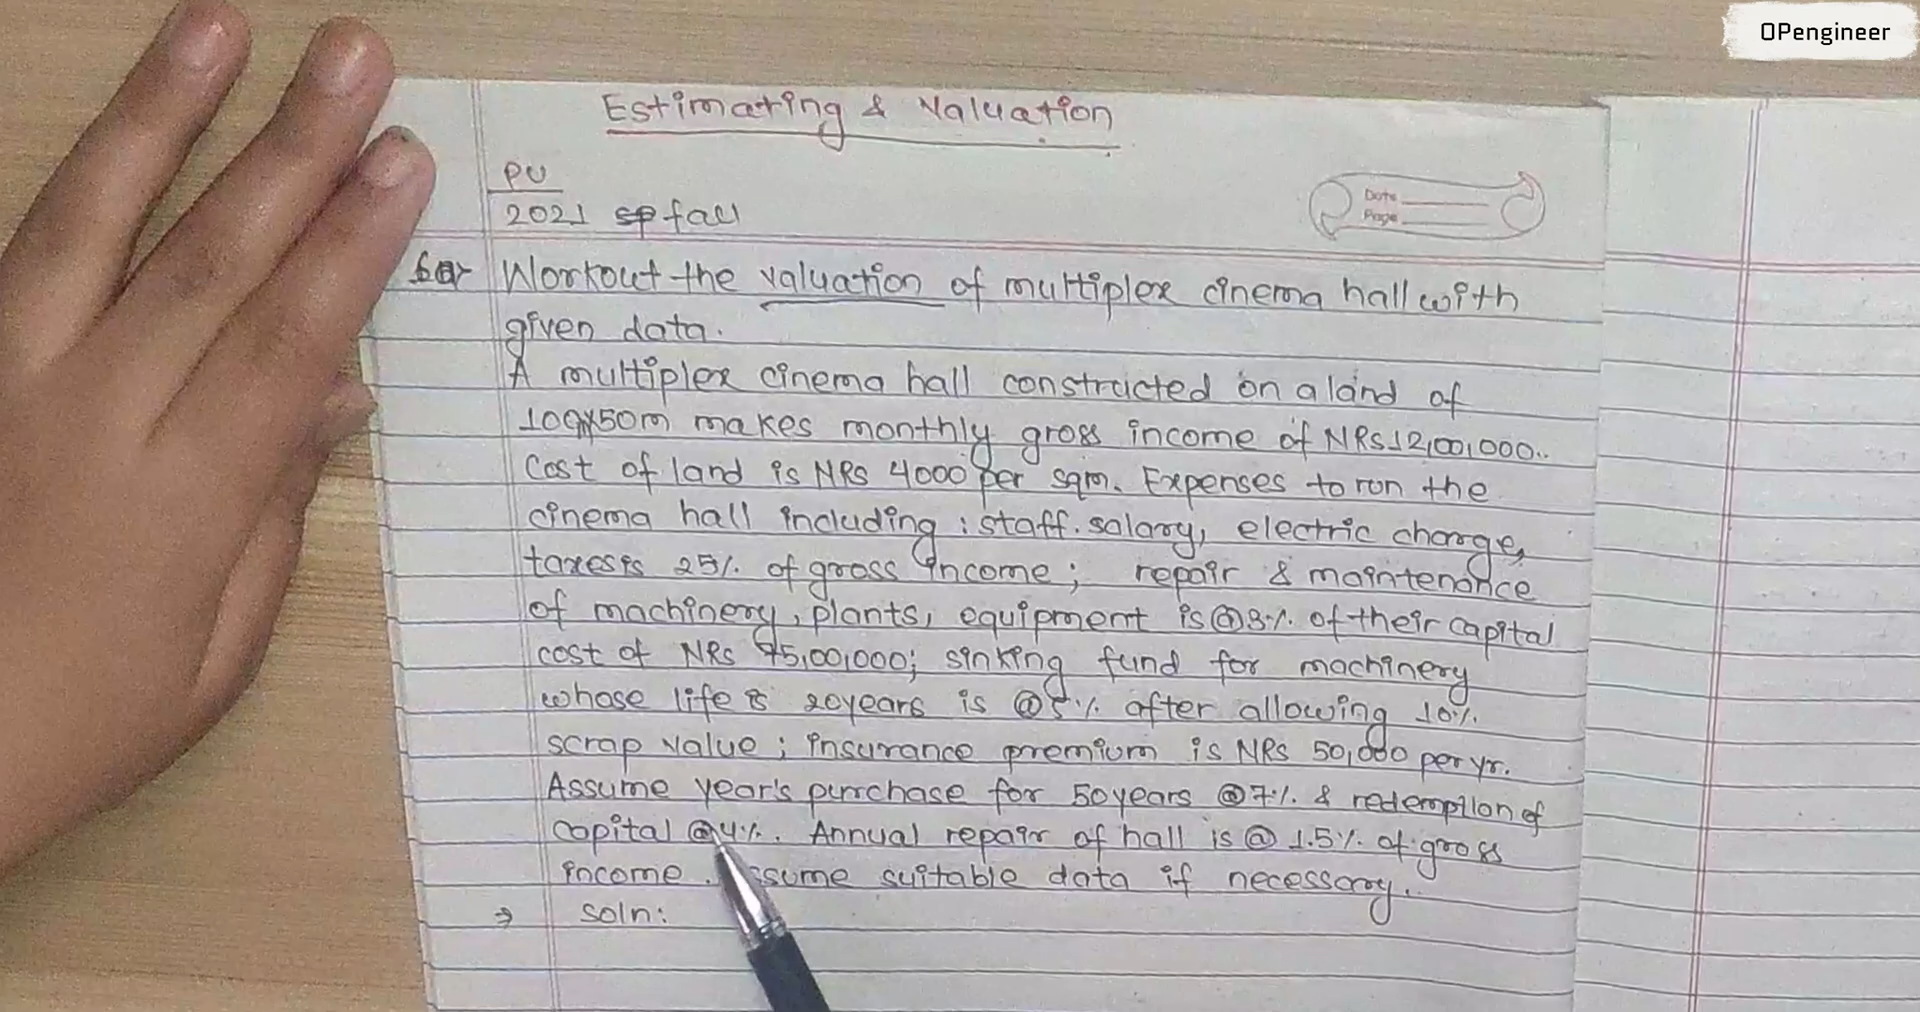 OPengineer
Estimating & Valuation
PU
2021 fall
Date
Page
Workout the valuation of multiplex cinema hall with
given data.
A multiplex cinema hall constructed on a land of
100x50m makes monthly gross income of NRs 12,00,000.
Cost of land is NRs 4000 per sqm. Expenses to run the
cinema hall including : staff salary, electric charge,
taxes is 25% of gross income; repair & maintenance
of machinery, plants, equipment is @ 3% of their capital
cost of NRs 75,00,000; sinking fund for machinery
whose life is 20years is @ 5% after allowing 10%
scrap value ; insurance premium is NRs 50,000 per yr.
Assume year's purchase for 50years @ 7% & redemption of
capital @ 4%. Annual repair of hall is @ 1.5% of gross
income. suitable data if necessary.
→ soln: